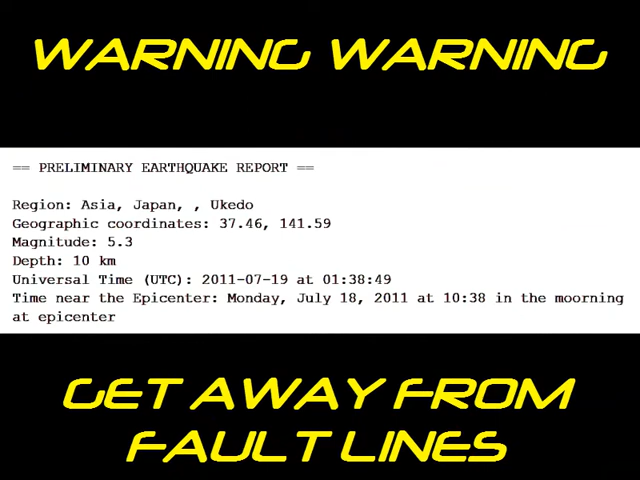 WARNING WARNING
== PRELIMINARY EARTHQUAKE REPORT ==
Region: Asia, Japan, , Ukedo
Geographic coordinates: 37.46, 141.59
Magnitude: 5.3
Depth: 10 km
Universal Time (UTC): 2011-07-19 at 01:38:49
Time near the Epicenter: Monday, July 18, 2011 at 10:38 in the moorning
at epicenter
GET AWAY FROM
FAULT LINES